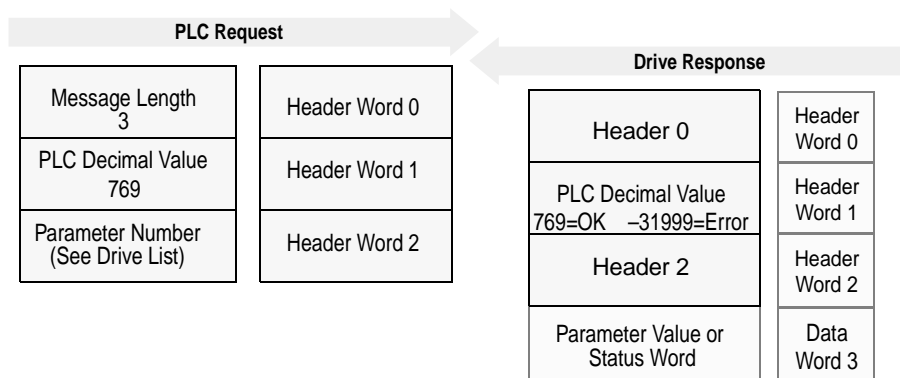 PLC Request
Message Length
3
Header Word 0
PLC Decimal Value
769
Header Word 1
Parameter Number
(See Drive List)
Header Word 2
Drive Response
Header 0
Header
Word 0
PLC Decimal Value
769=OK –31999=Error
Header
Word 1
Header 2
Header
Word 2
Parameter Value or
Status Word
Data
Word 3